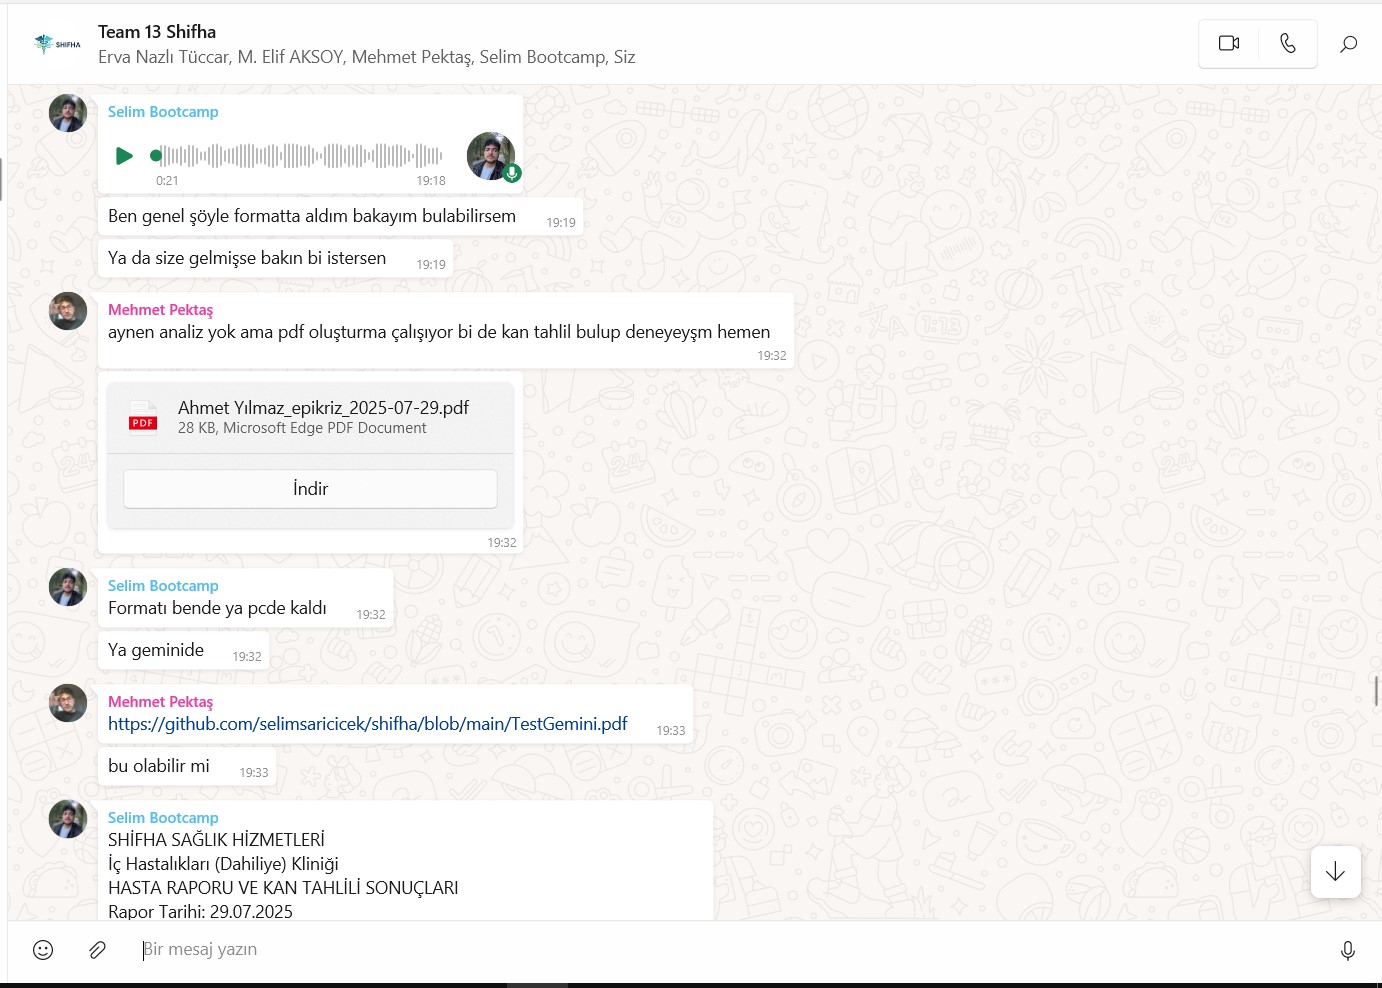 SHIFHA
Team 13 Shifha
Erva Nazlı Tüccar, M. Elif AKSOY, Mehmet Pektaş, Selim Bootcamp, Siz
Selim Bootcamp
0:21
19:18
Ben genel şöyle formatta aldım bakayım bulabilirsem
19:19
Ya da size gelmişse bakın bi istersen
19:19
Mehmet Pektaş
aynen analiz yok ama pdf oluşturma çalışıyor bi de kan tahlil bulup deneyeyşm hemen
19:32
PDF
Ahmet Yılmaz_epikriz_2025-07-29.pdf
28 KB, Microsoft Edge PDF Document
İndir
19:32
Selim Bootcamp
Formatı bende ya pcde kaldı
19:32
Ya geminide
19:32
Mehmet Pektaş
https://github.com/selimsaricicek/shifha/blob/main/TestGemini.pdf
19:33
bu olabilir mi
19:33
Selim Bootcamp
SHİFHA SAĞLIK HİZMETLERİ
İç Hastalıkları (Dahiliye) Kliniği
HASTA RAPORU VE KAN TAHLİLİ SONUÇLARI
Rapor Tarihi: 29.07.2025
Bir mesaj yazın